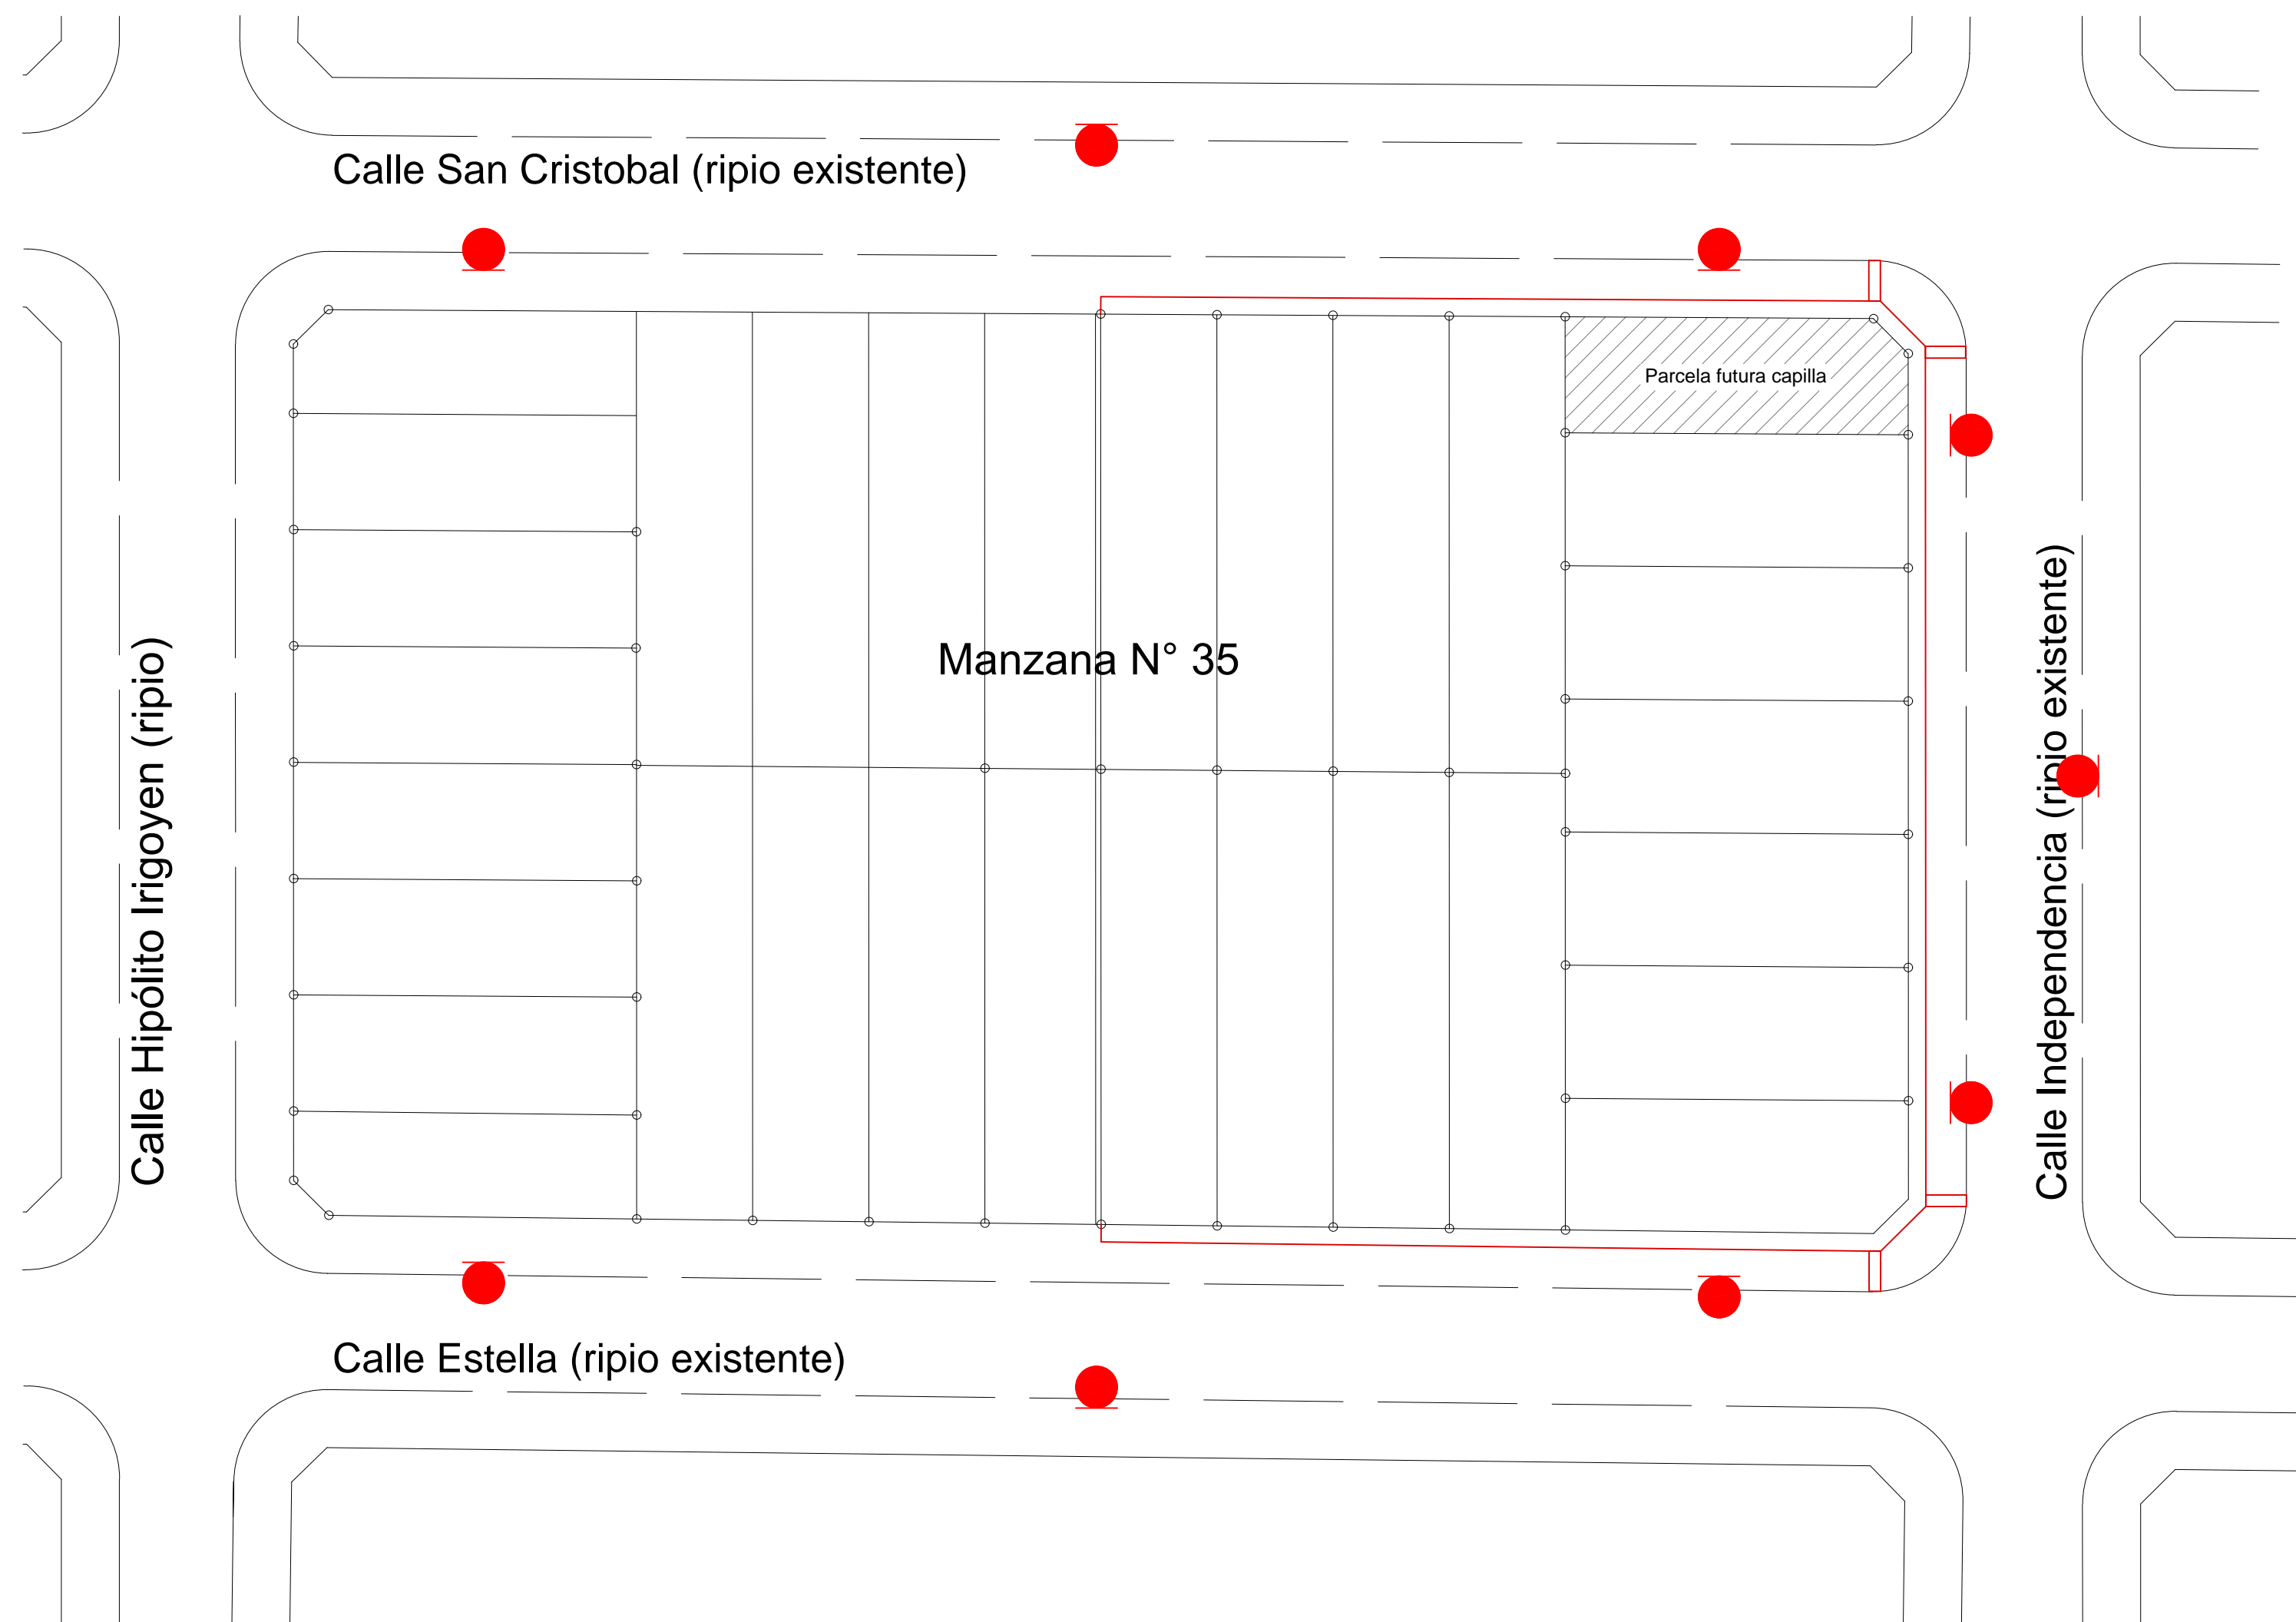 Calle San Cristobal (ripio existente)
Parcela futura capilla
Manzana N° 35
Calle Hipólito Irigoyen (ripio)
Calle Independencia (ripio existente)
Calle Estella (ripio existente)